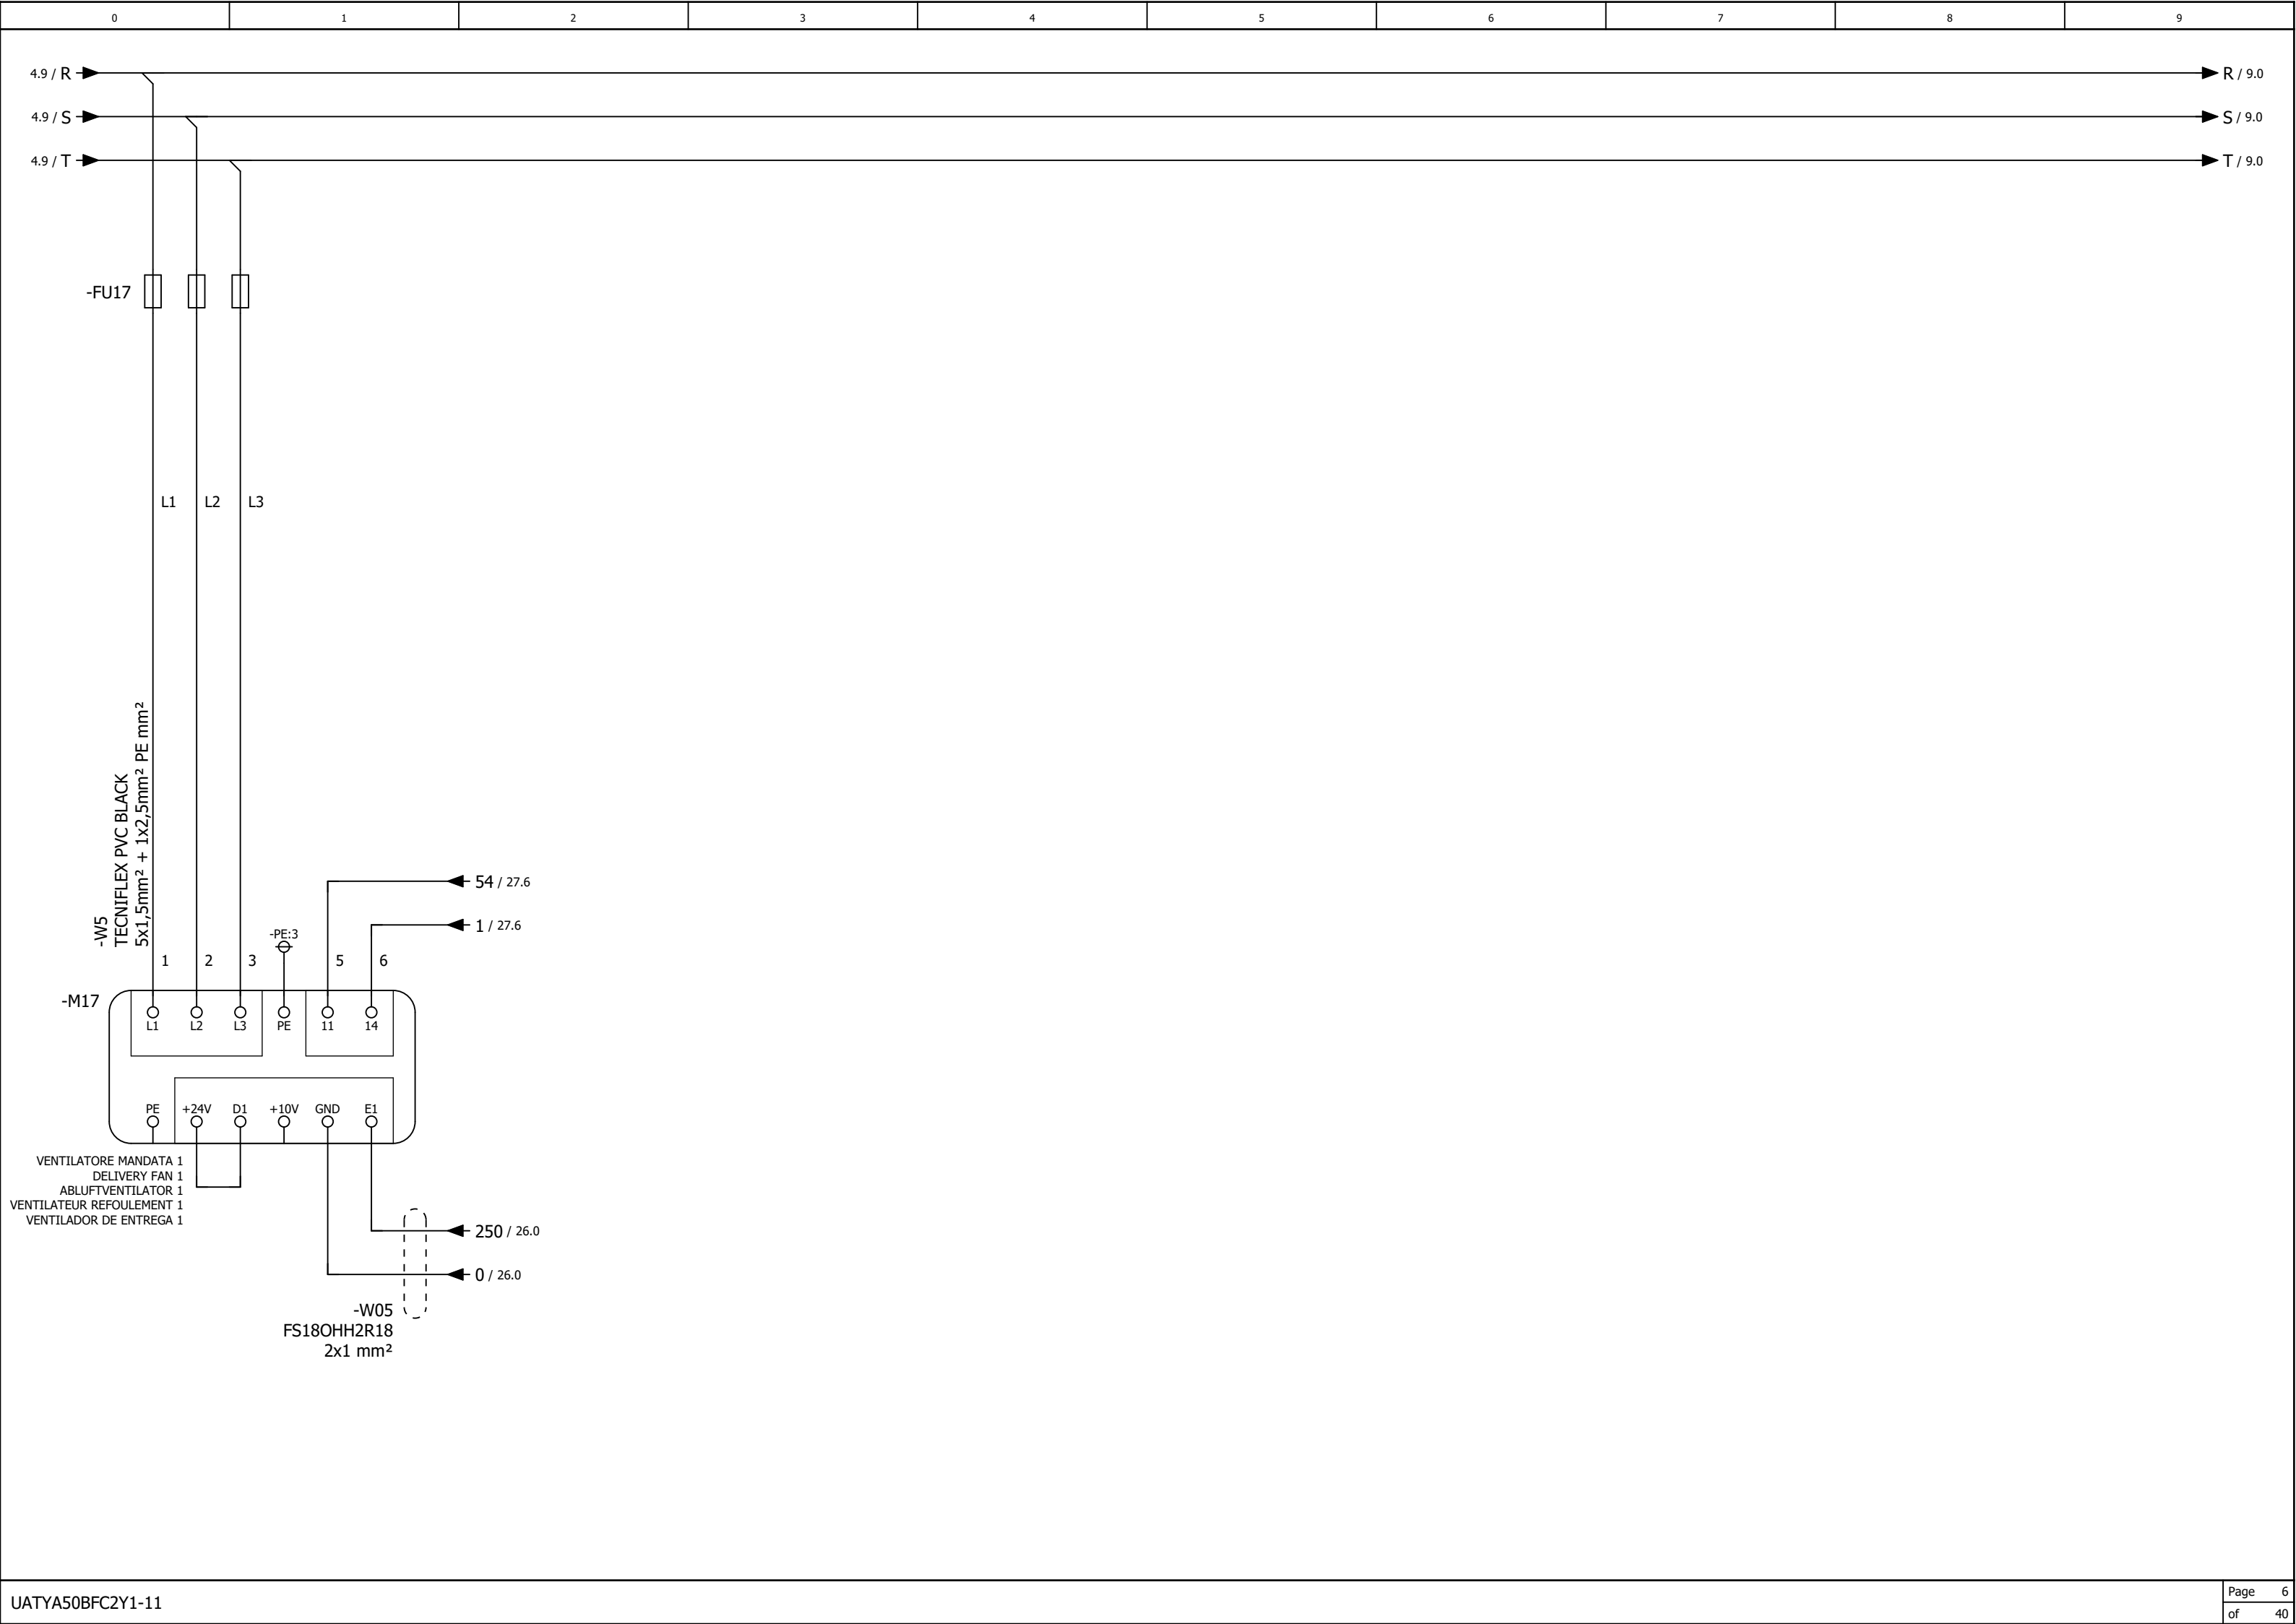 0 1 2 3 4 5 6 7 8 9
4.9 / R R / 9.0
4.9 / S S / 9.0
4.9 / T T / 9.0
-FU17
L1 L2 L3
-W5
TECNIFLEX PVC BLACK
5x1,5mm² + 1x2,5mm² PE mm²
54 / 27.6
1 / 27.6
-PE:3
1 2 3 5 6
-M17
L1 L2 L3 PE 11 14
PE +24V D1 +10V GND E1
VENTILATORE MANDATA 1
DELIVERY FAN 1
ABLUFTVENTILATOR 1
VENTILATEUR REFOULEMENT 1
VENTILADOR DE ENTREGA 1
250 / 26.0
0 / 26.0
-W05
FS18OHH2R18
2x1 mm²
UATYA50BFC2Y1-11
Page 6
of 40